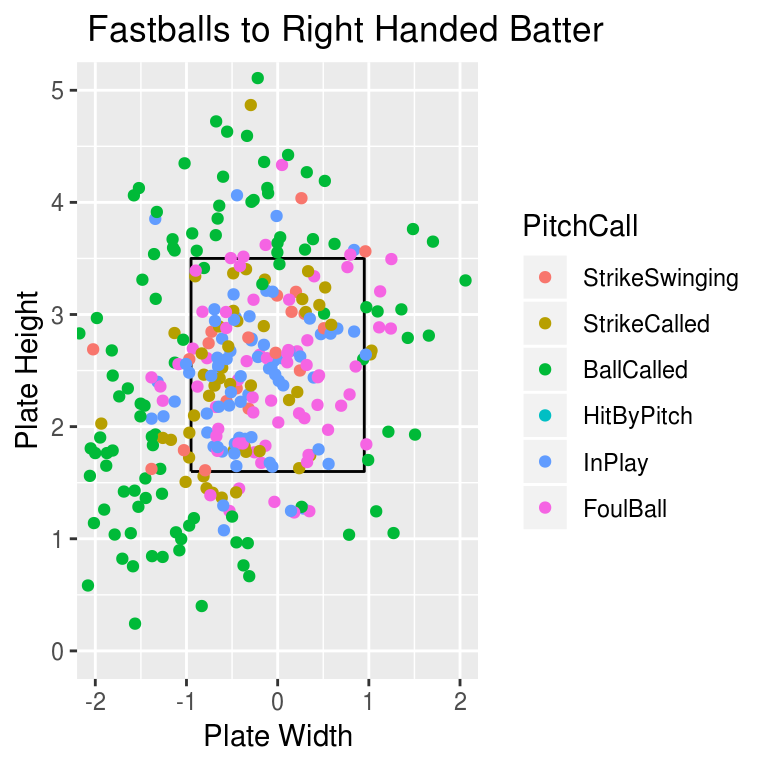 Fastballs to Right Handed Batter
5
4
3
2
1
0
Plate Height
-2 -1 0 1 2
Plate Width
PitchCall
StrikeSwinging
StrikeCalled
BallCalled
HitByPitch
InPlay
FoulBall